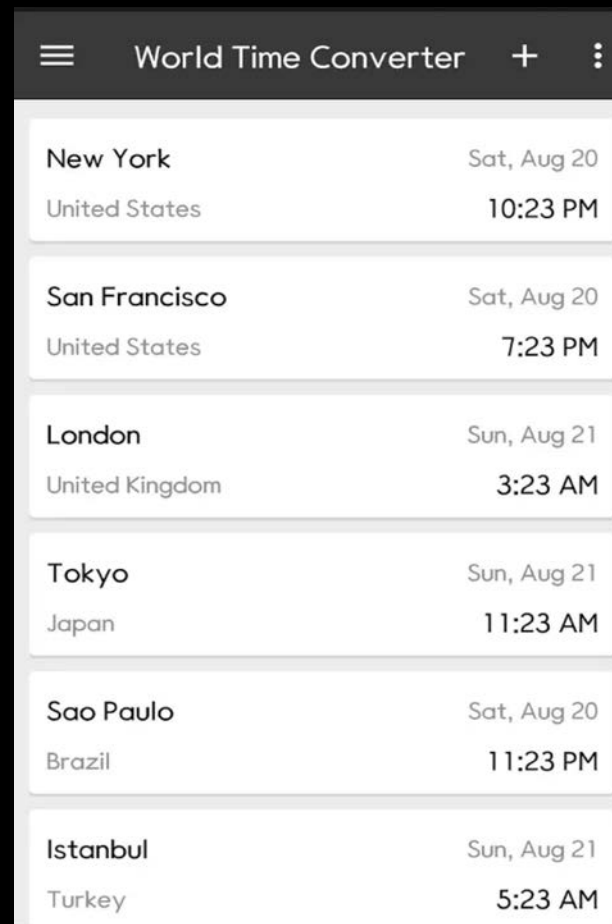 World Time Converter
New York Sat, Aug 20
United States 10:23 PM
San Francisco Sat, Aug 20
United States 7:23 PM
London Sun, Aug 21
United Kingdom 3:23 AM
Tokyo Sun, Aug 21
Japan 11:23 AM
Sao Paulo Sat, Aug 20
Brazil 11:23 PM
Istanbul Sun, Aug 21
Turkey 5:23 AM